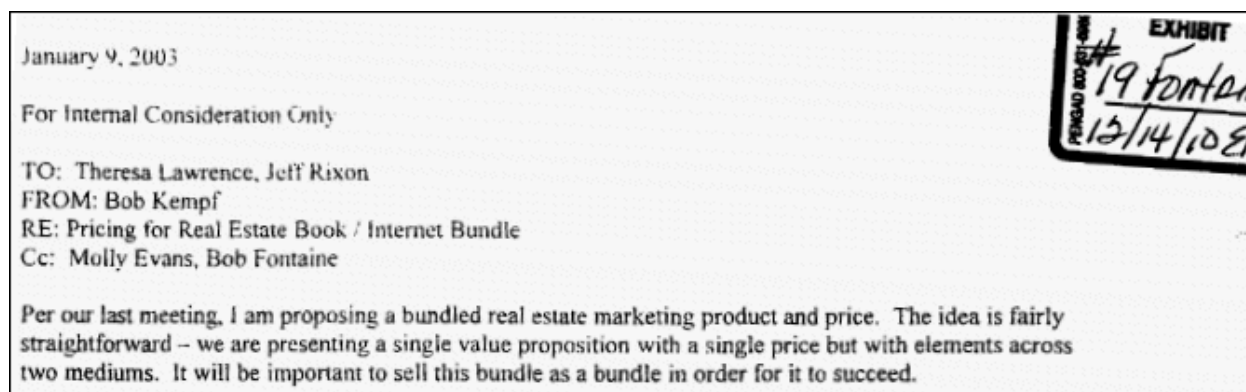 January 9, 2003
EXHIBIT
#
19
12/14/10
For Internal Consideration Only
TO: Theresa Lawrence, Jeff Rixon
FROM: Bob Kempf
RE: Pricing for Real Estate Book / Internet Bundle
Cc: Molly Evans, Bob Fontaine
Per our last meeting, I am proposing a bundled real estate marketing product and price. The idea is fairly
straightforward – we are presenting a single value proposition with a single price but with elements across
two mediums. It will be important to sell this bundle as a bundle in order for it to succeed.